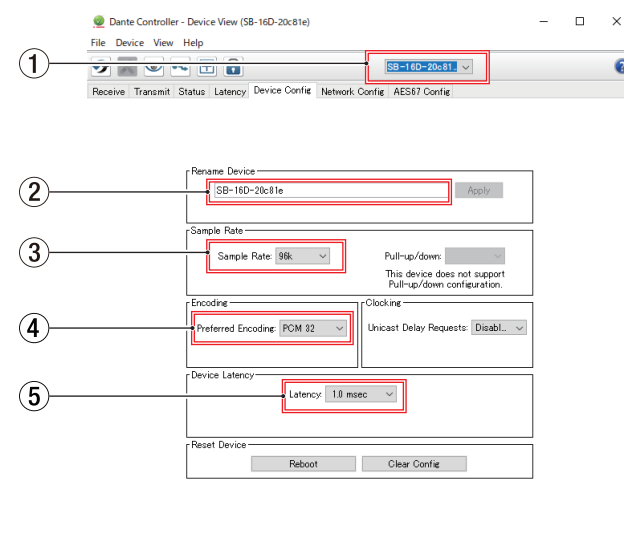 Dante Controller - Device View (SB-16D-20c81e)
File Device View Help
1
SB-16D-20c81..
?
Receive Transmit Status Latency Device Config Network Config AES67 Config
Rename Device
2
SB-16D-20c81e
Apply
Sample Rate
3
Sample Rate: 96k
Pull-up/down:
This device does not support
Pull-up/down configuration.
Encoding
Clocking
4
Preferred Encoding: PCM 32
Unicast Delay Requests: Disabl...
Device Latency
5
Latency: 1.0 msec
Reset Device
Reboot
Clear Config